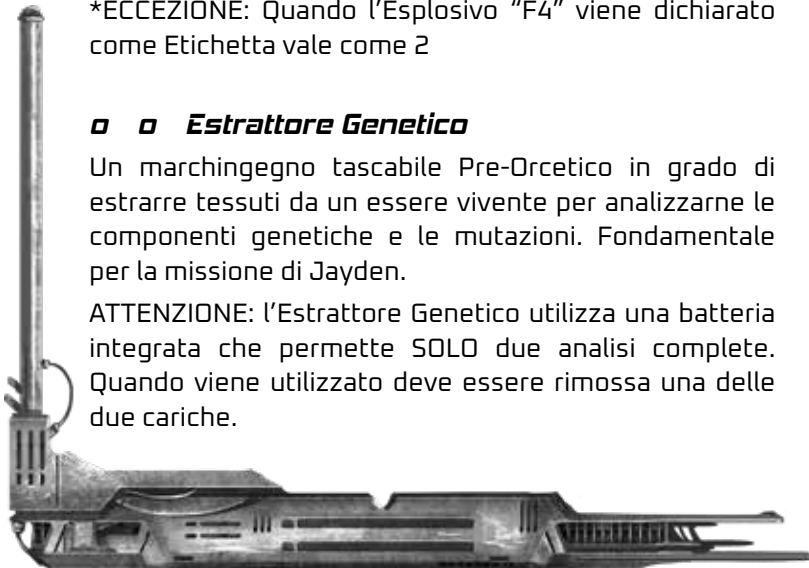 *ECCEZIONE: Quando l’Esplosivo “F4” viene dichiarato
come Etichetta vale come 2
o o Estrattore Genetico
Un marchingegno tascabile Pre-Orcetico in grado di
estrarre tessuti da un essere vivente per analizzarne le
componenti genetiche e le mutazioni. Fondamentale
per la missione di Jayden.
ATTENZIONE: l’Estrattore Genetico utilizza una batteria
integrata che permette SOLO due analisi complete.
Quando viene utilizzato deve essere rimossa una delle
due cariche.